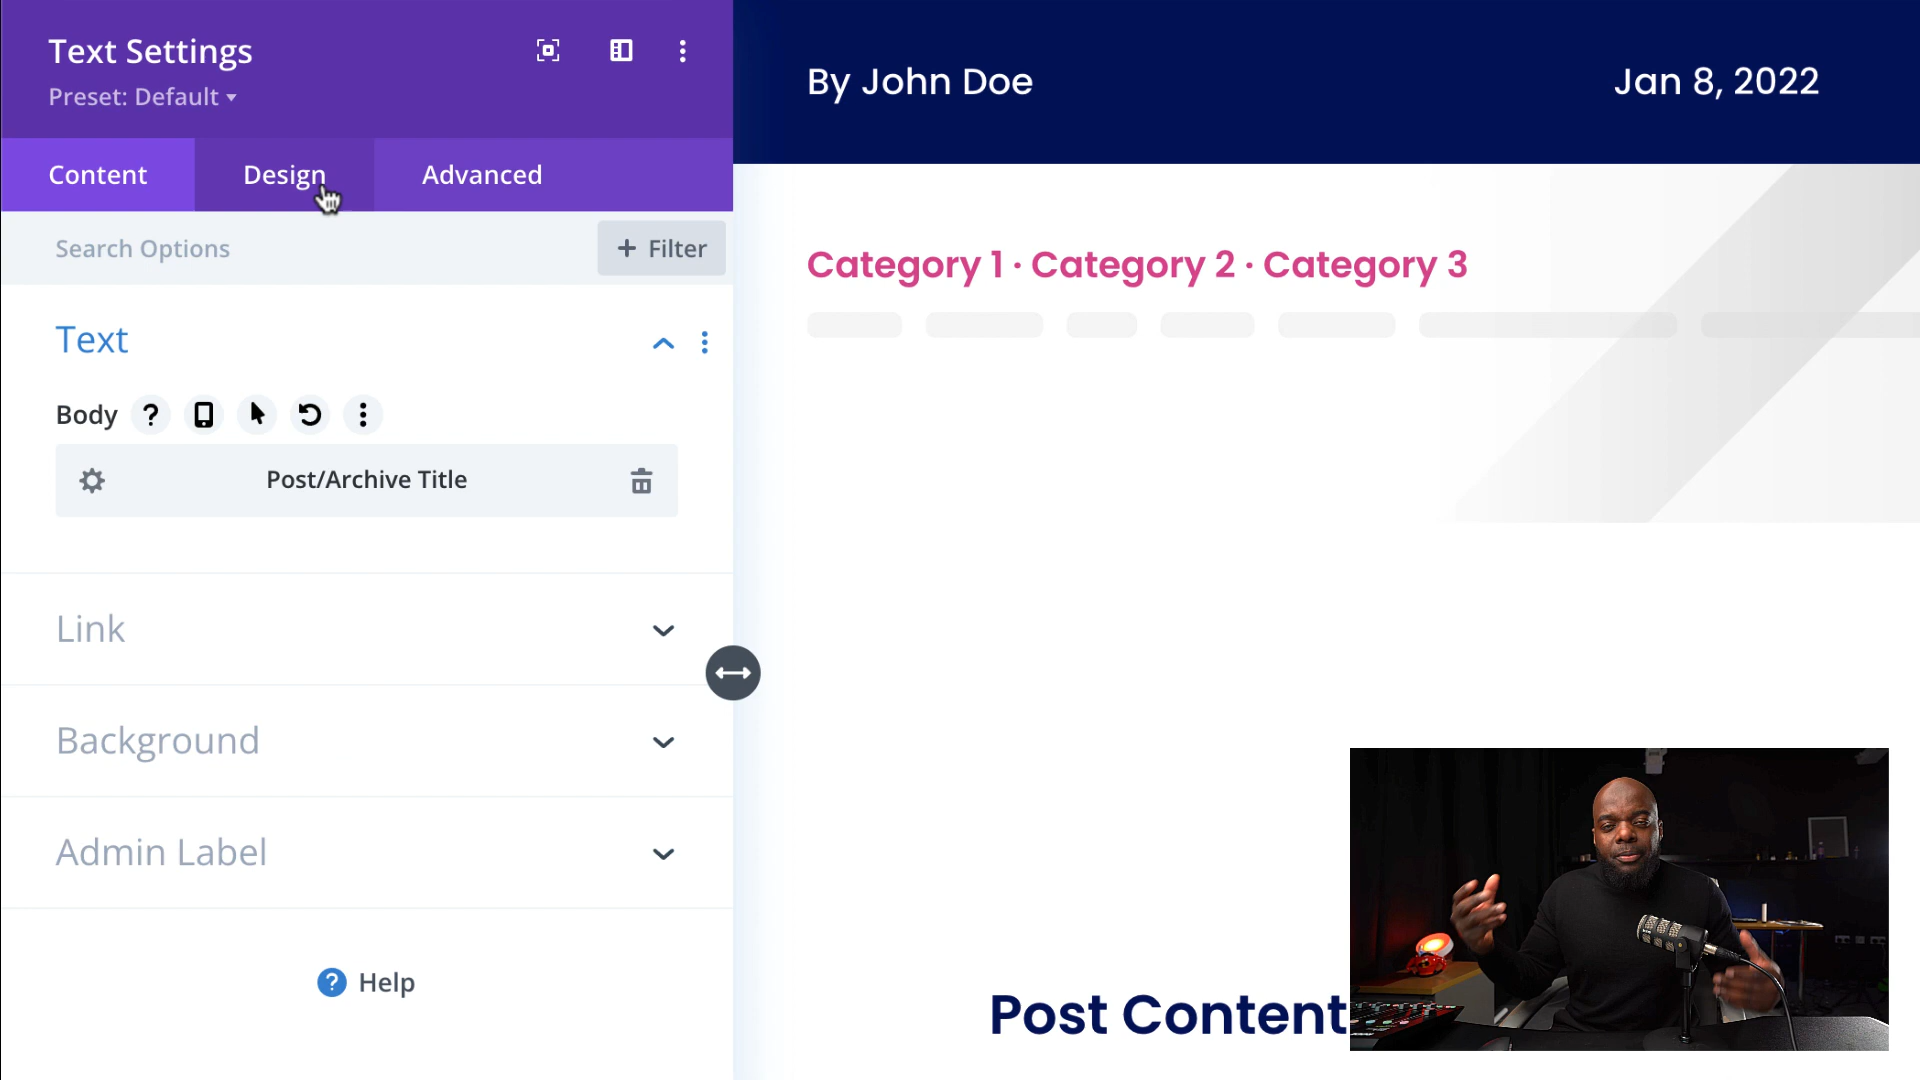 Text Settings
Preset: Default
Content
Design
Advanced
Search Options
+ Filter
Text
Body ?
Post/Archive Title
Link
Background
Admin Label
? Help
By John Doe
Jan 8, 2022
Category 1 · Category 2 · Category 3
Post Content